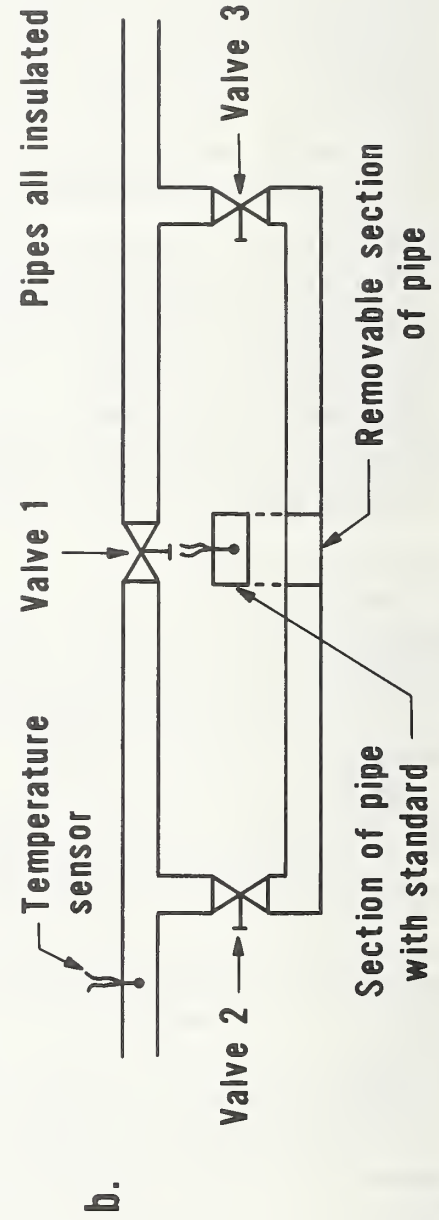 b.
Temperature
sensor
Valve 1
Pipes all insulated
Valve 2
Valve 3
Section of pipe
with standard
Removable section
of pipe